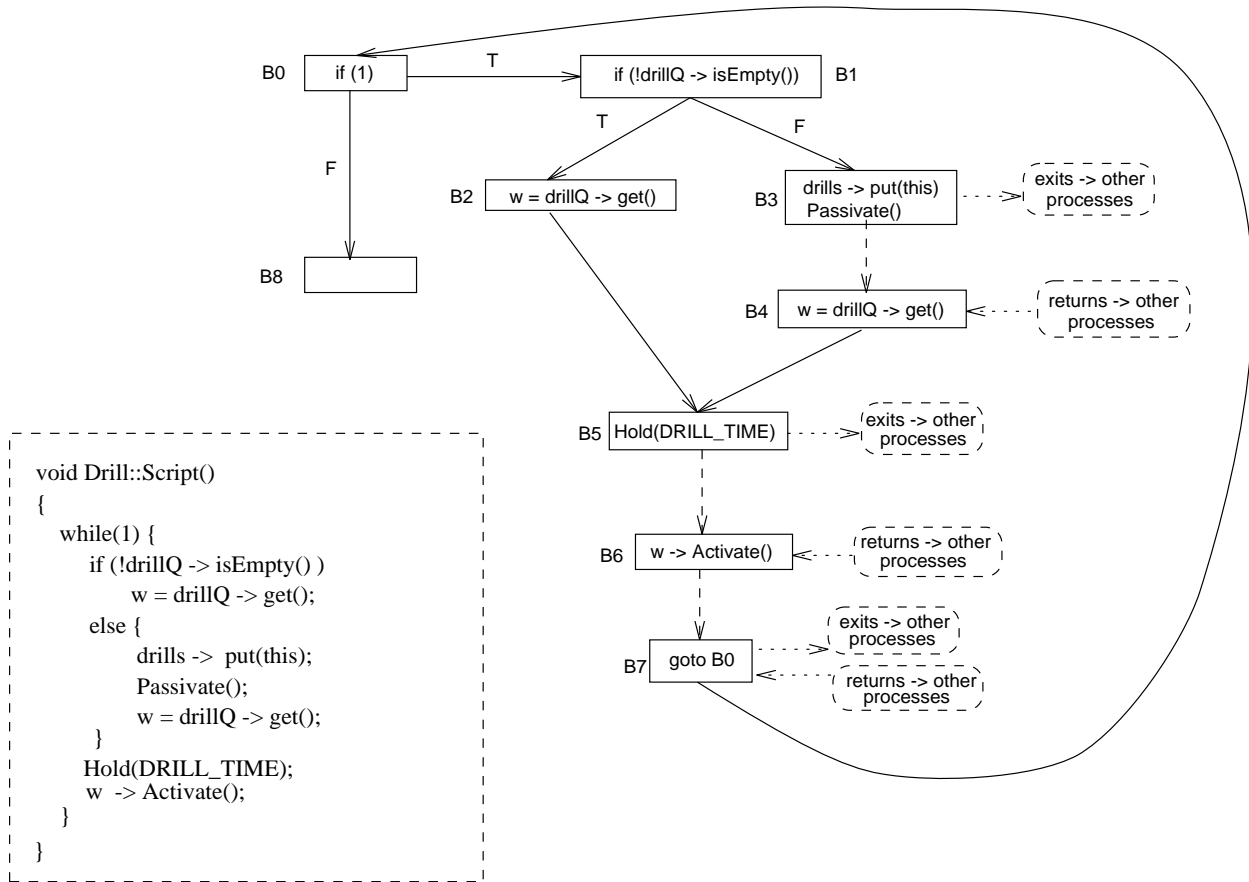 B0
if (1)
T
if (!drillQ -> isEmpty())
B1
T
F
F
B2
w = drillQ -> get()
B3
drills -> put(this)
Passivate()
exits -> other
processes
B8
B4
w = drillQ -> get()
returns -> other
processes
B5
Hold(DRILL_TIME)
exits -> other
processes
B6
w -> Activate()
returns -> other
processes
B7
goto B0
exits -> other
processes
returns -> other
processes
void Drill::Script()
{
while(1) {
if (!drillQ -> isEmpty() )
w = drillQ -> get();
else {
drills -> put(this);
Passivate();
w = drillQ -> get();
}
Hold(DRILL_TIME);
w -> Activate();
}
}